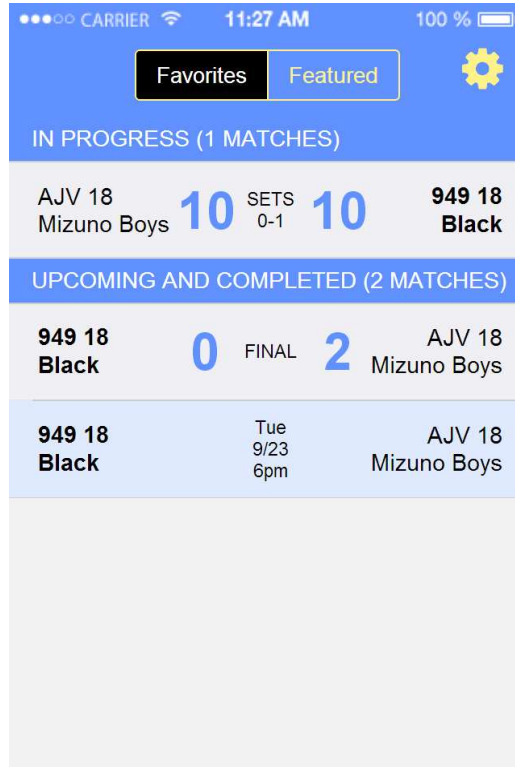 CARRIER 11:27 AM 100 %
Favorites Featured
IN PROGRESS (1 MATCHES)
AJV 18
Mizuno Boys 10 SETS
0-1 10 949 18
Black
UPCOMING AND COMPLETED (2 MATCHES)
949 18
Black 0 FINAL 2 AJV 18
Mizuno Boys
949 18
Black Tue
9/23
6pm AJV 18
Mizuno Boys